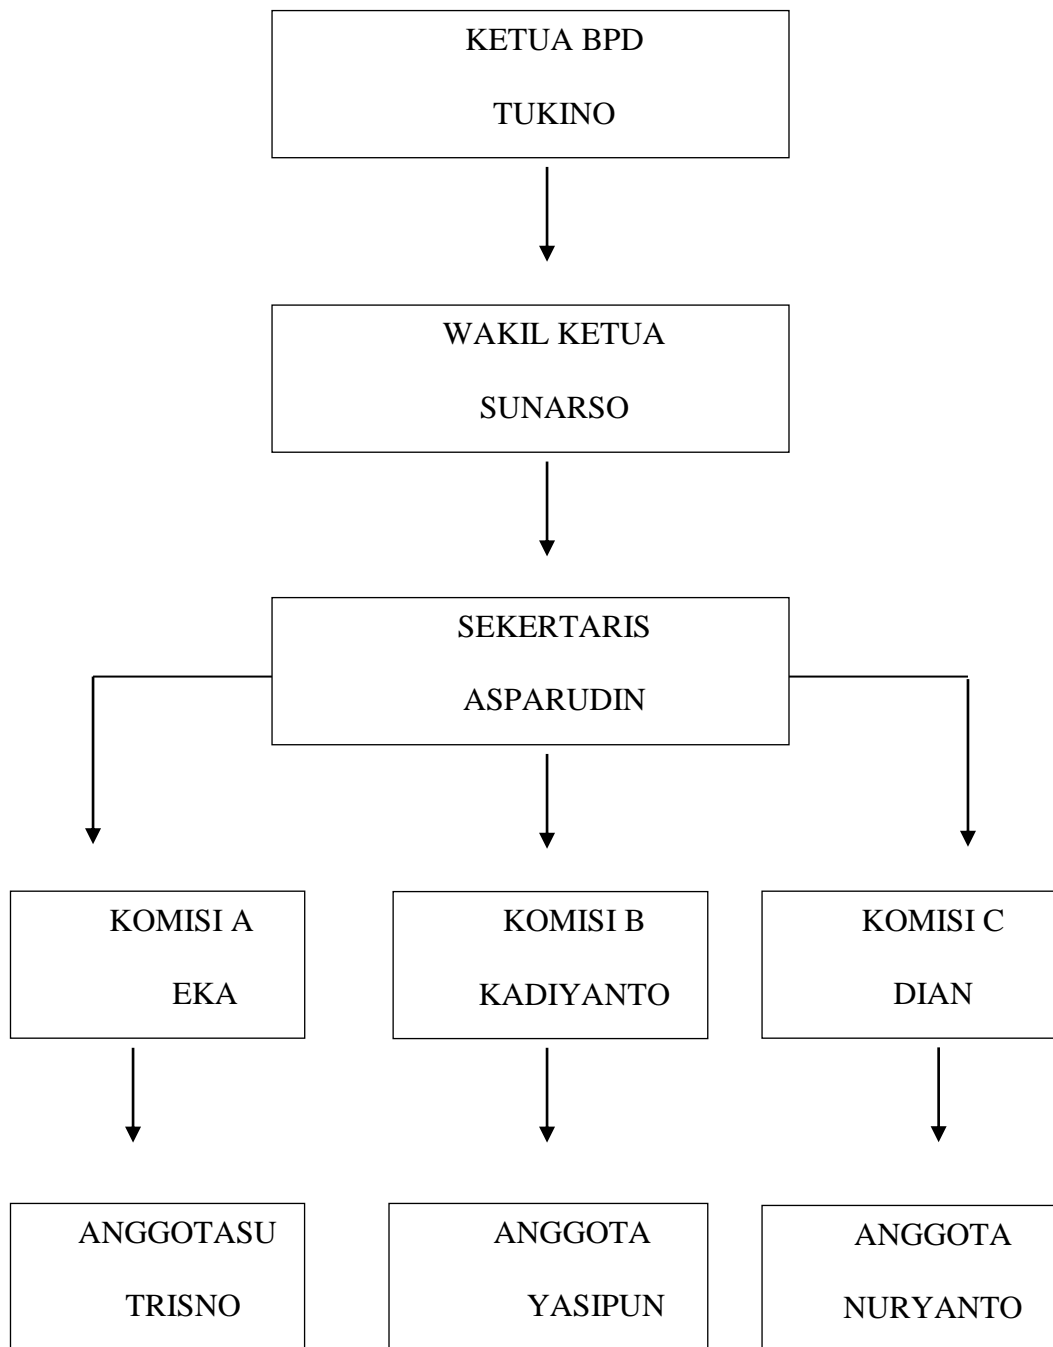 KETUA BPD
TUKINO
WAKIL KETUA
SUNARSO
SEKERTARIS
ASPARUDIN
KOMISI A
EKA
KOMISI B
KADIYANTO
KOMISI C
DIAN
ANGGOTASU
TRISNO
ANGGOTA
YASIPUN
ANGGOTA
NURYANTO